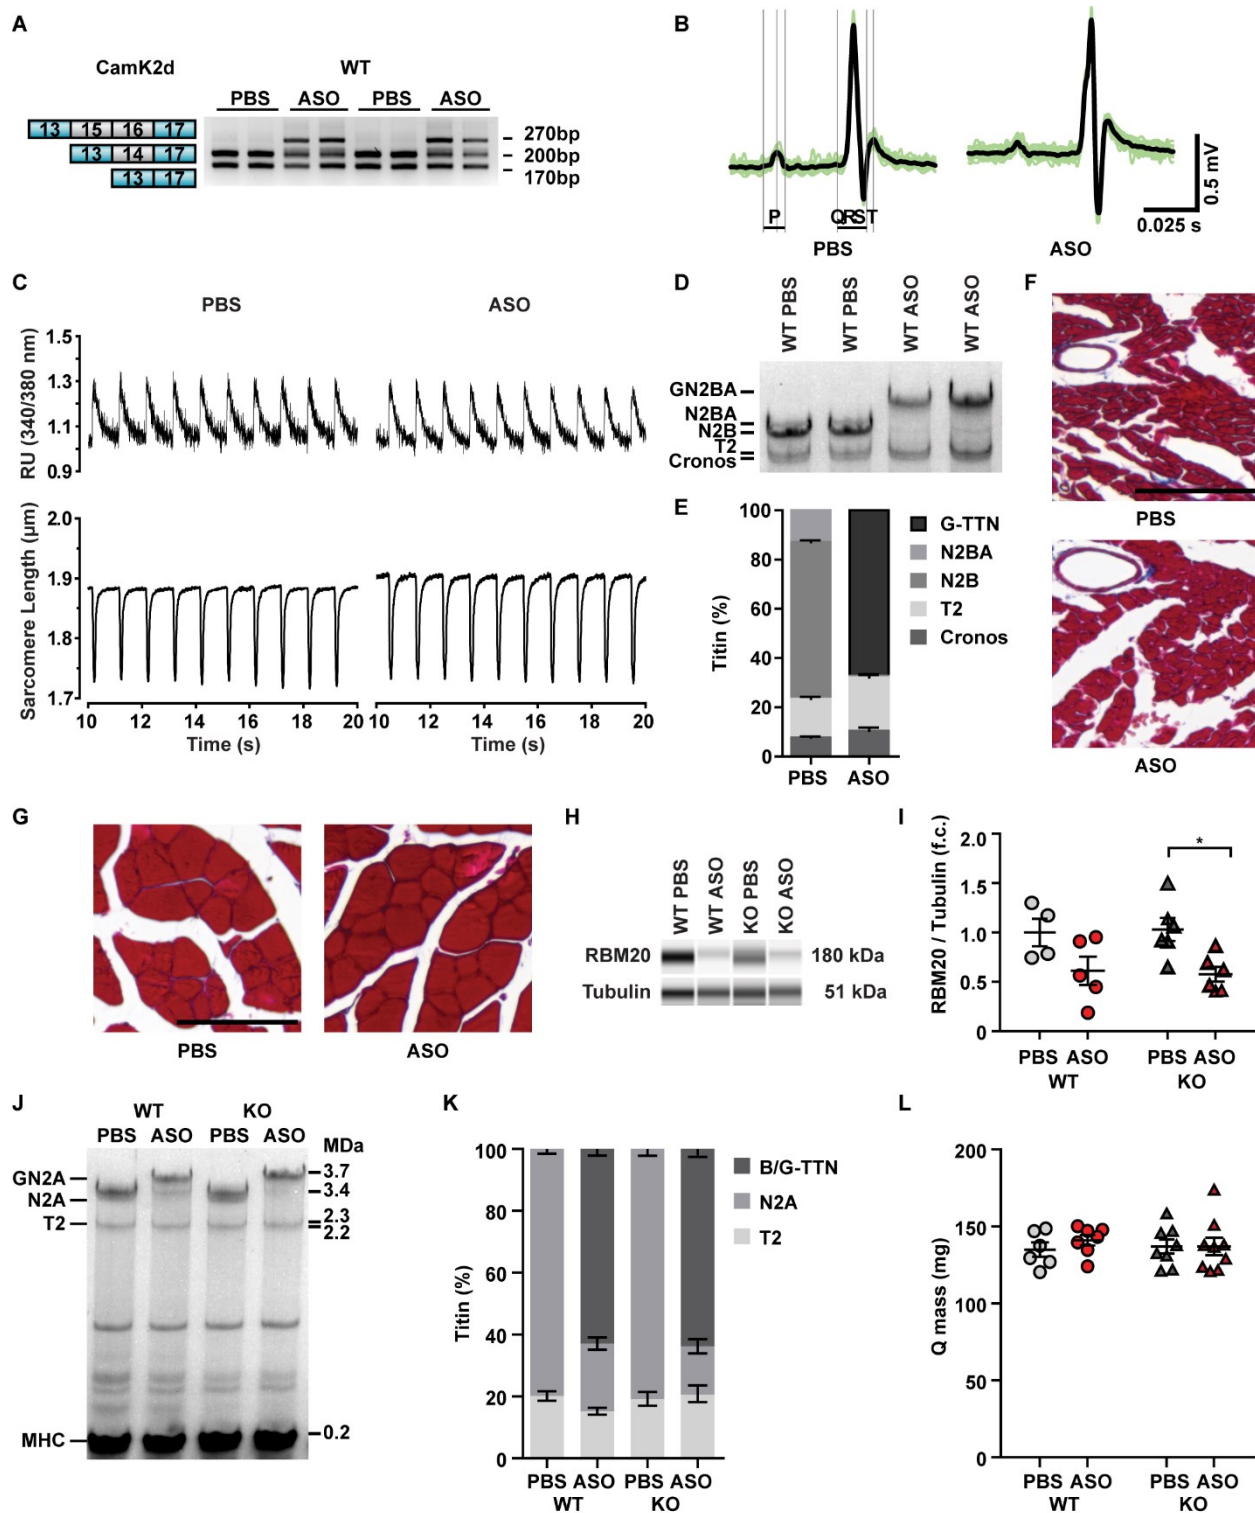 A
CamK2d
WT
PBS ASO PBS ASO
13 15 16 17
13 14 17
13 17
270bp
200bp
170bp
B
P
QRST
PBS
ASO
0.5 mV
0.025 s
C
PBS
ASO
RU (340/380 nm)
1.5
1.3
1.1
0.9
Sarcomere Length (µm)
2.0
1.9
1.8
1.7
10 12 14 16 18 20
10 12 14 16 18 20
Time (s)
Time (s)
D
WT PBS
WT PBS
WT ASO
WT ASO
GN2BA
N2BA
N2B
T2
Cronos
E
Titin (%)
100
80
60
40
20
0
PBS ASO
G-TTN
N2BA
N2B
T2
Cronos
F
PBS
ASO
G
PBS
ASO
H
WT PBS
WT ASO
KO PBS
KO ASO
RBM20 180 kDa
Tubulin 51 kDa
I
RBM20 / Tubulin (f.c.)
2.0
1.5
1.0
0.5
0
*
PBS ASO PBS ASO
WT KO
J
WT KO
PBS ASO PBS ASO
MDa
GN2A
N2A
T2
MHC
3.7
3.4
2.3
2.2
0.2
K
Titin (%)
100
80
60
40
20
0
PBS ASO PBS ASO
WT KO
B/G-TTN
N2A
T2
L
Q mass (mg)
200
150
100
50
0
PBS ASO PBS ASO
WT KO